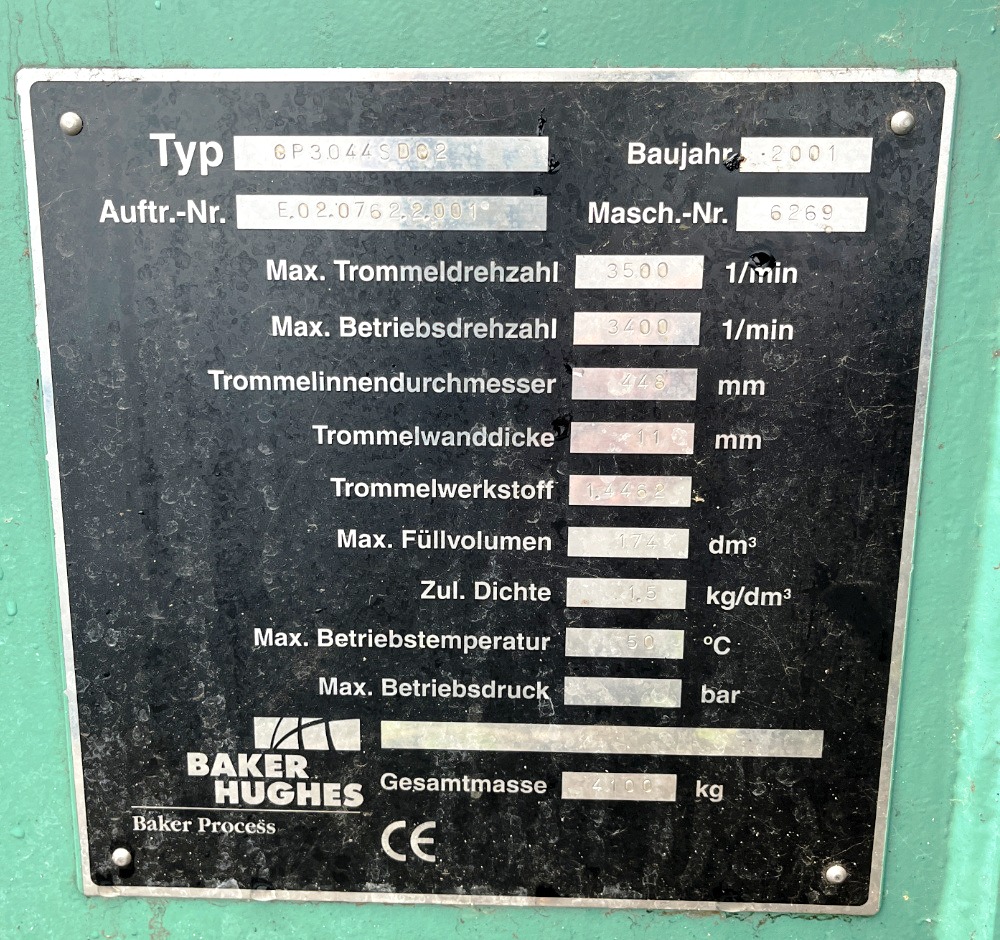 Typ CP3.044SD02 Baujahr 2001
Auftr.-Nr. E.02.0762.2.001 Masch.-Nr. 6269
Max. Trommeldrehzahl 3500 1/min
Max. Betriebsdrehzahl 3400 1/min
Trommelinnendurchmesser 446 mm
Trommelwanddicke 11 mm
Trommelwerkstoff 1.4462
Max. Füllvolumen 174 dm³
Zul. Dichte 1,5 kg/dm³
Max. Betriebstemperatur 50 °C
Max. Betriebsdruck bar
BAKER
HUGHES
Baker Process
Gesamtmasse 4100 kg
CE